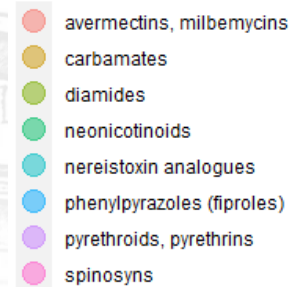 avermectins, milbemycins
carbamates
diamides
neonicotinoids
nereistoxin analogues
phenylpyrazoles (fiproles)
pyrethroids, pyrethrins
spinosyns